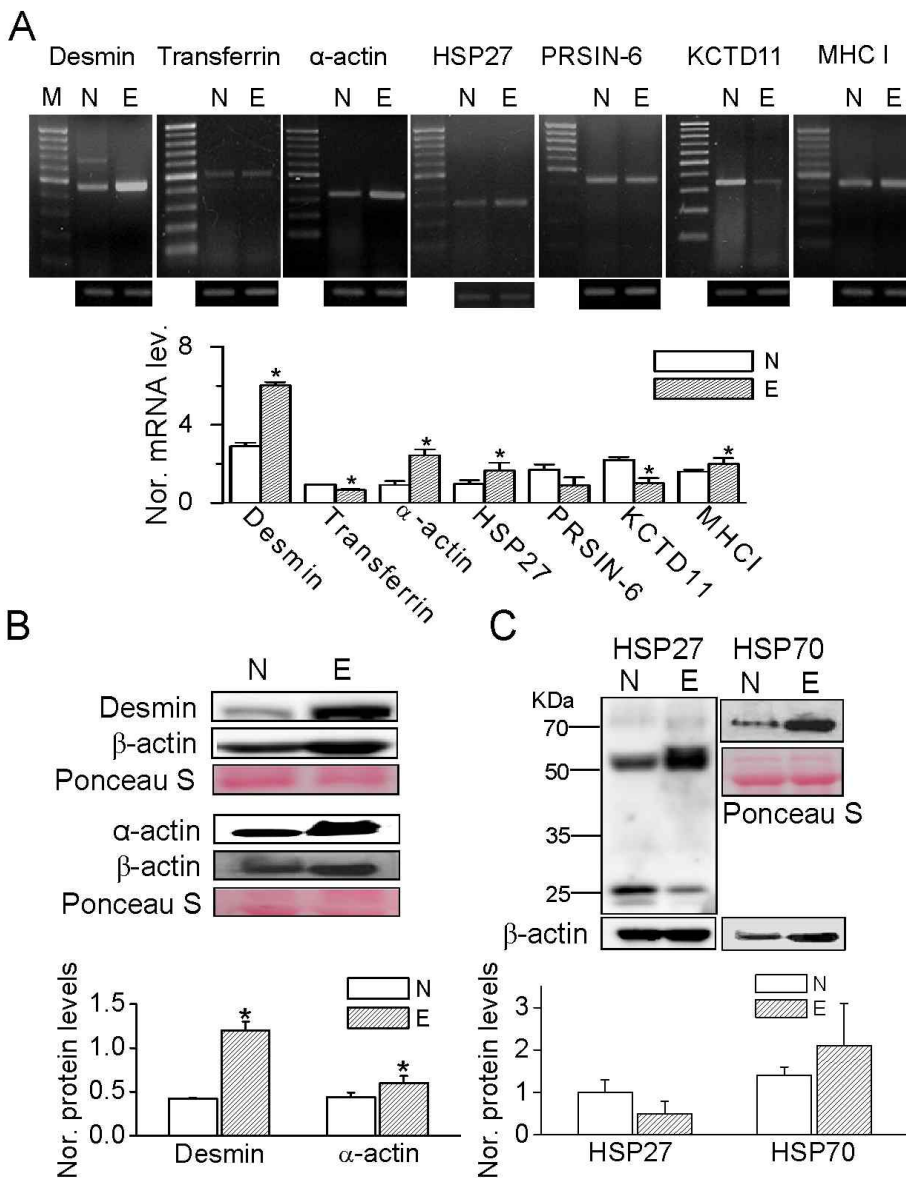 A
Desmin Transferrin α-actin HSP27 PRSIN-6 KCTD11 MHC I
M N E N E N E N E N E N E N E
Nor. mRNA lev.
8
4
0
N
E
* * * * * *
Desmin Transferrin α-actin HSP27 PRSIN-6 KCTD11 MHCI
B
N E
Desmin
β-actin
Ponceau S
α-actin
β-actin
Ponceau S
Nor. protein levels
1.5
1.0
0.5
0.0
N
E
* *
Desmin α-actin
C
HSP27 HSP70
N E N E
KDa
70
50
35
25
Ponceau S
β-actin
Nor. protein levels
3
2
1
0
N
E
HSP27 HSP70